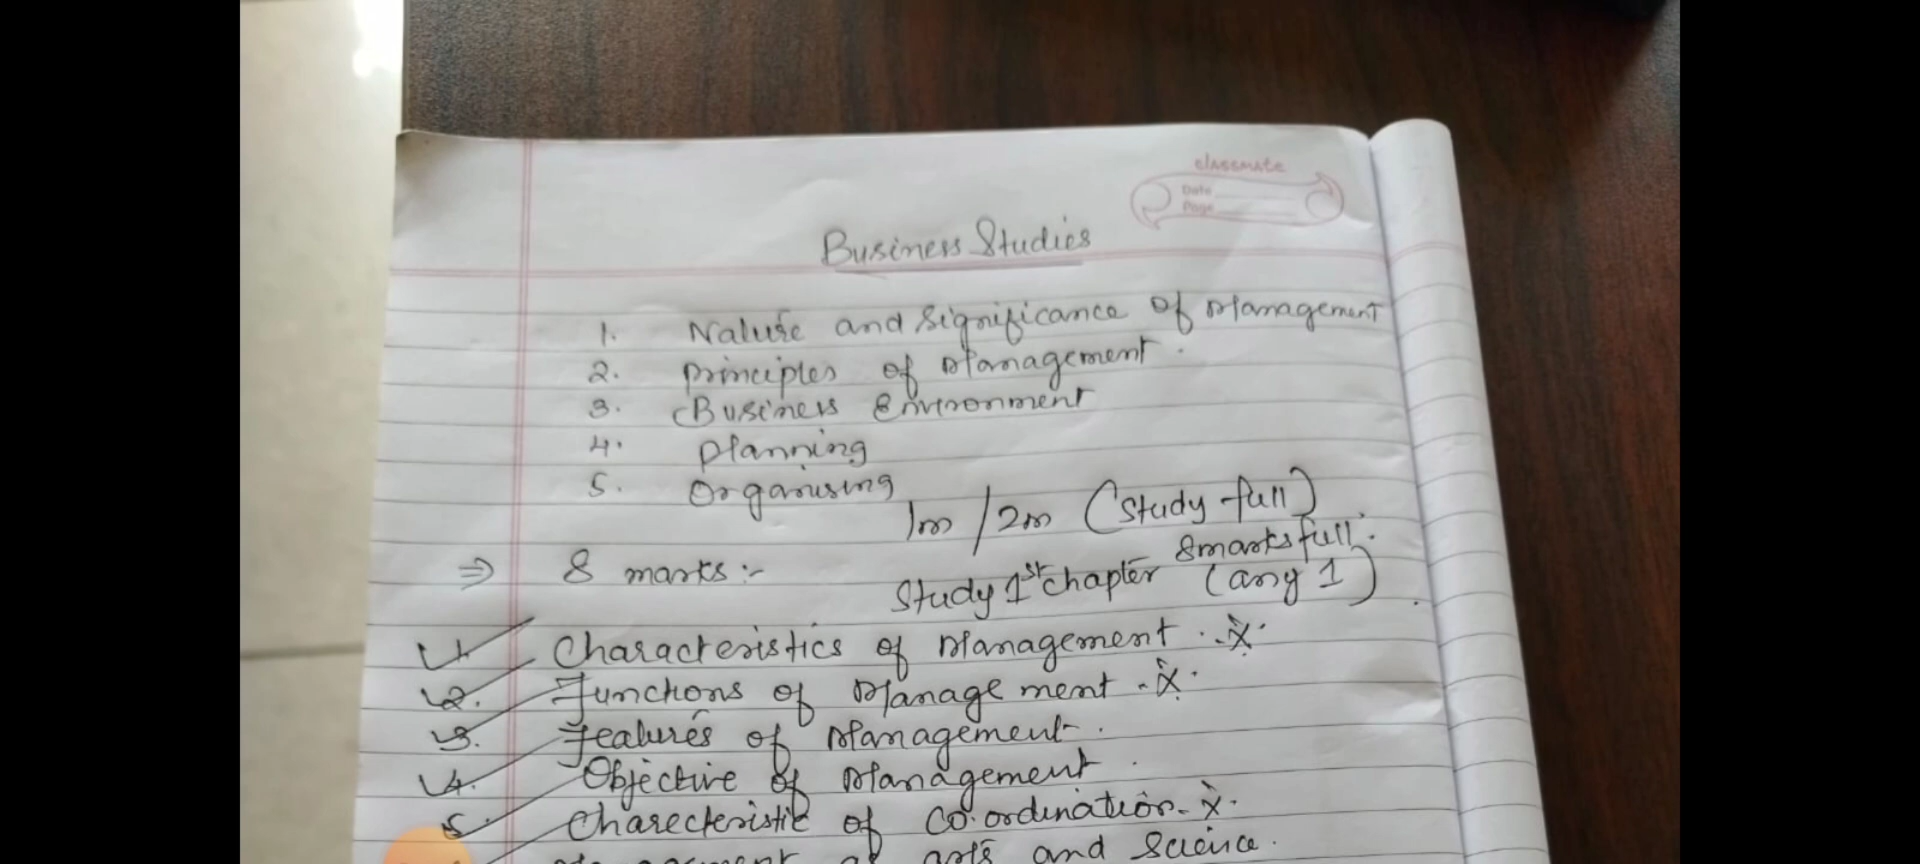 classmate
Date
Page
Business Studies
1. Nature and Significance of Management
2. principles of Management.
3. Business Environment
4. planning
5. Organising
1m / 2m (Study full)
⇒ 8 marks :- Study 1st chapter 8marks full. (any 1)
1. Characteristics of Management. X
2. Functions of Management. X
3. Features of Management.
4. Objective of Management.
5. Charecteristic of Co.ordination. X
arts and Science.